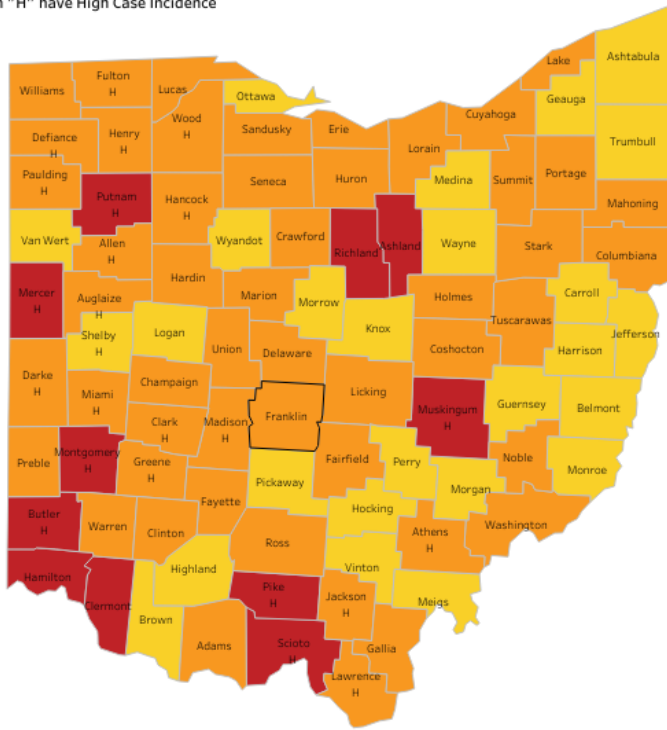 "H" have High Case Incidence
Lake
Ashtabula
Fulton
H
Williams
Lucas
Ottawa
Geauga
Cuyahoga
Wood
H
Defiance
H
Henry
H
Sandusky
Erie
Lorain
Trumbull
Paulding
H
Seneca
Huron
Medina
Summit
Portage
Putnam
H
Hancock
H
Mahoning
Van Wert
Allen
H
Wyandot
Crawford
Richland
Ashland
Wayne
Stark
Columbiana
Mercer
H
Auglaize
Hardin
Marion
Morrow
Holmes
Carroll
Tuscarawas
Shelby
H
Logan
Knox
Jefferson
Union
Delaware
Coshocton
Harrison
Darke
H
Miami
H
Champaign
Licking
Muskingum
H
Guernsey
Belmont
Franklin
Clark
H
Madison
Montgomery
H
Preble
Greene
H
Fairfield
Perry
Noble
Monroe
Pickaway
Morgan
Fayette
Hocking
Butler
H
Warren
Clinton
Washington
Athens
H
Ross
Highland
Vinton
Hamilton
Clermont
Pike
H
Jackson
H
Meigs
Brown
Adams
Scioto
H
Gallia
Lawrence
H